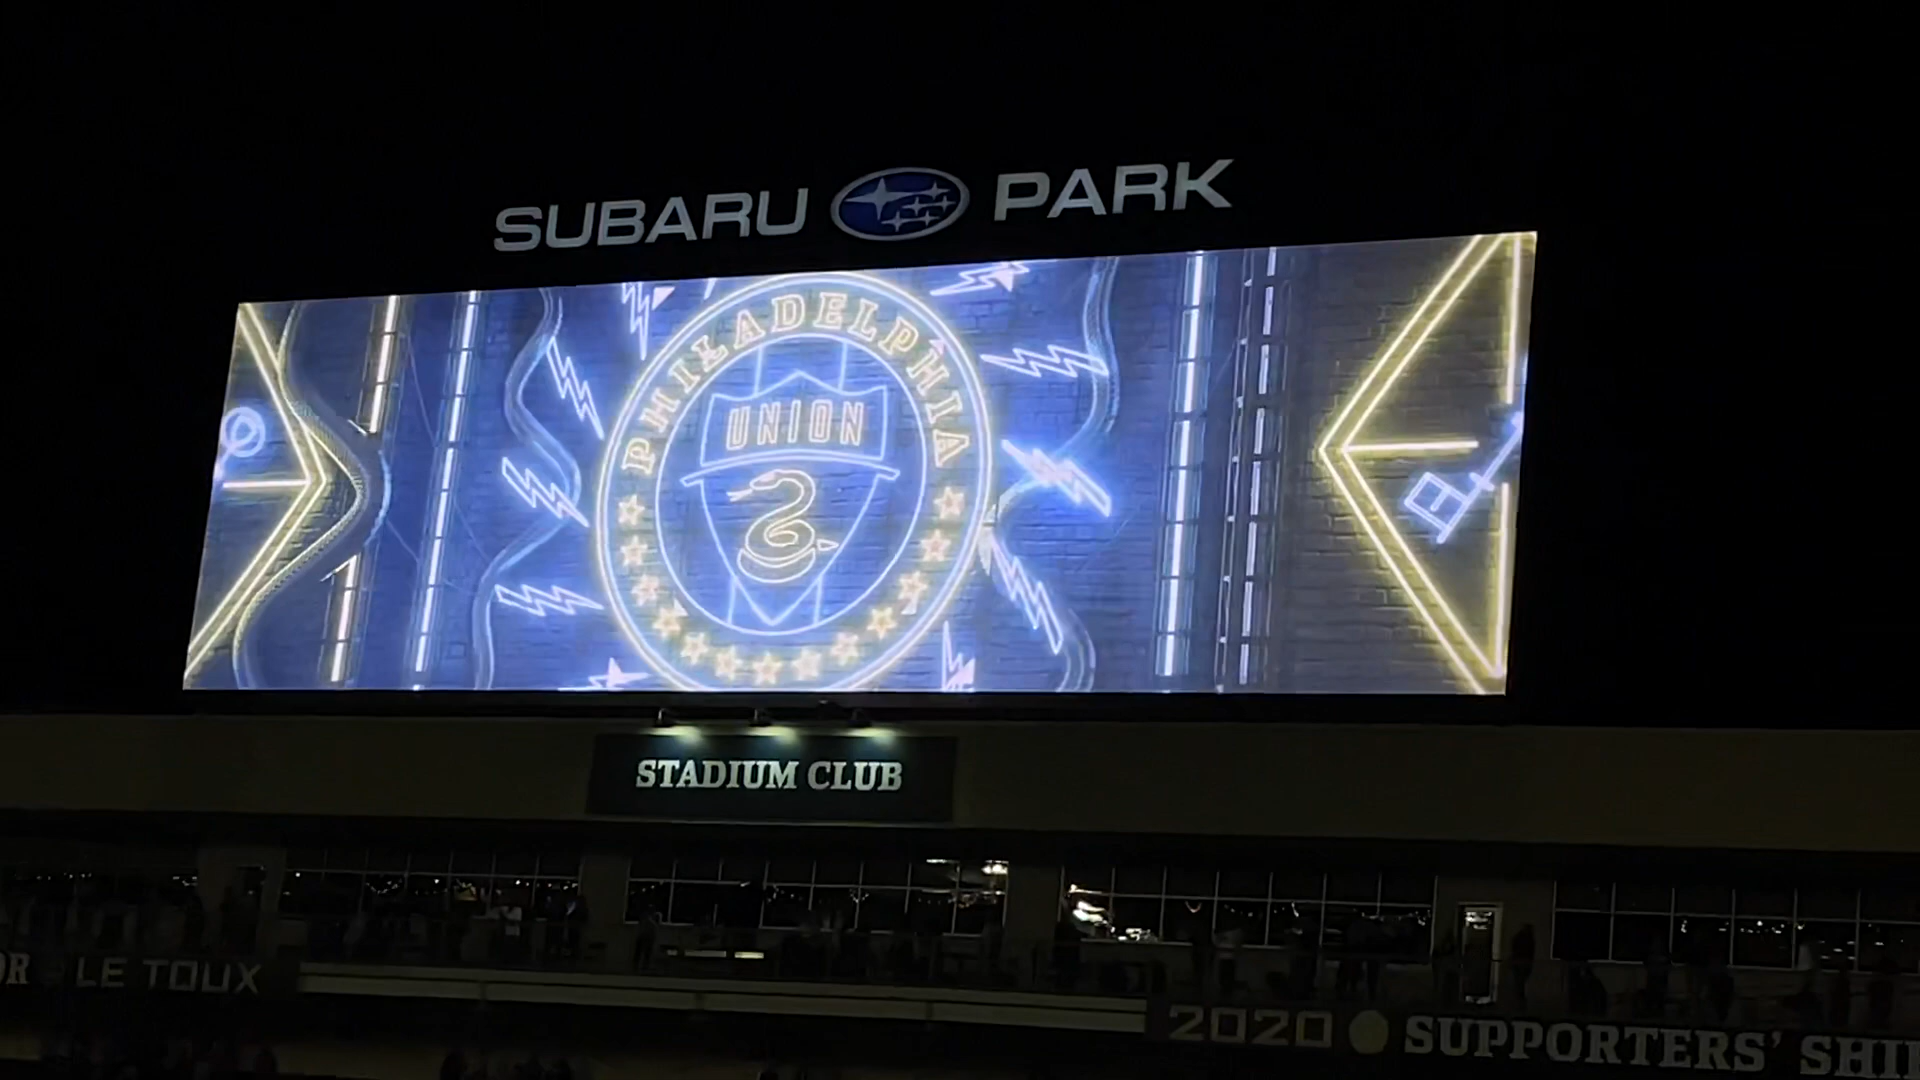 SUBARU PARK
PHILADELPHIA
UNION
STADIUM CLUB
LE TOUX
2020 SUPPORTERS'